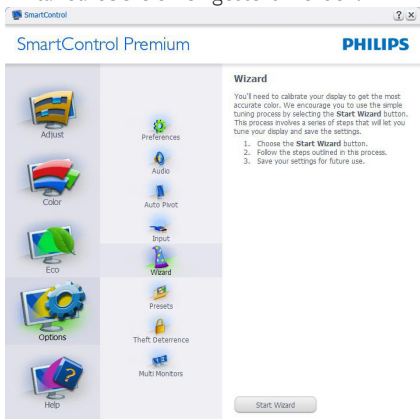 SmartControl
SmartControl Premium
PHILIPS
Adjust
Color
Eco
Options
Help
Preferences
Audio
Auto Pivot
Input
Wizard
Presets
Theft Deterrence
Multi Monitors
Wizard
You'll need to calibrate your display to get the most
accurate color. We encourage you to use the simple
tuning process by selecting the Start Wizard button.
This process involves a series of steps that will let you
tune your display and save the settings.
1. Choose the Start Wizard button.
2. Follow the steps outlined in this process.
3. Save your settings for future use.
Start Wizard